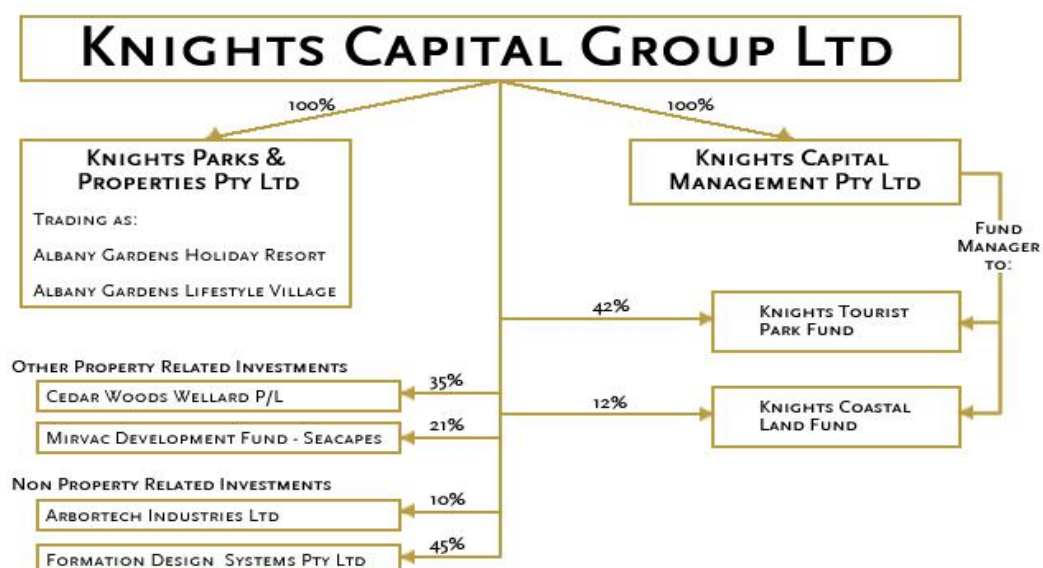 Knights Capital Group Ltd
100%
100%
Knights Parks &
Properties Pty Ltd
Trading as:
Albany Gardens Holiday Resort
Albany Gardens Lifestyle Village
Knights Capital
Management Pty Ltd
Fund
Manager
to:
42%
Knights Tourist
Park Fund
12%
Knights Coastal
Land Fund
Other Property Related Investments
35%
Cedar Woods Wellard P/L
21%
Mirvac Development Fund - Seacapes
Non Property Related Investments
10%
Arbortech Industries Ltd
45%
Formation Design Systems Pty Ltd